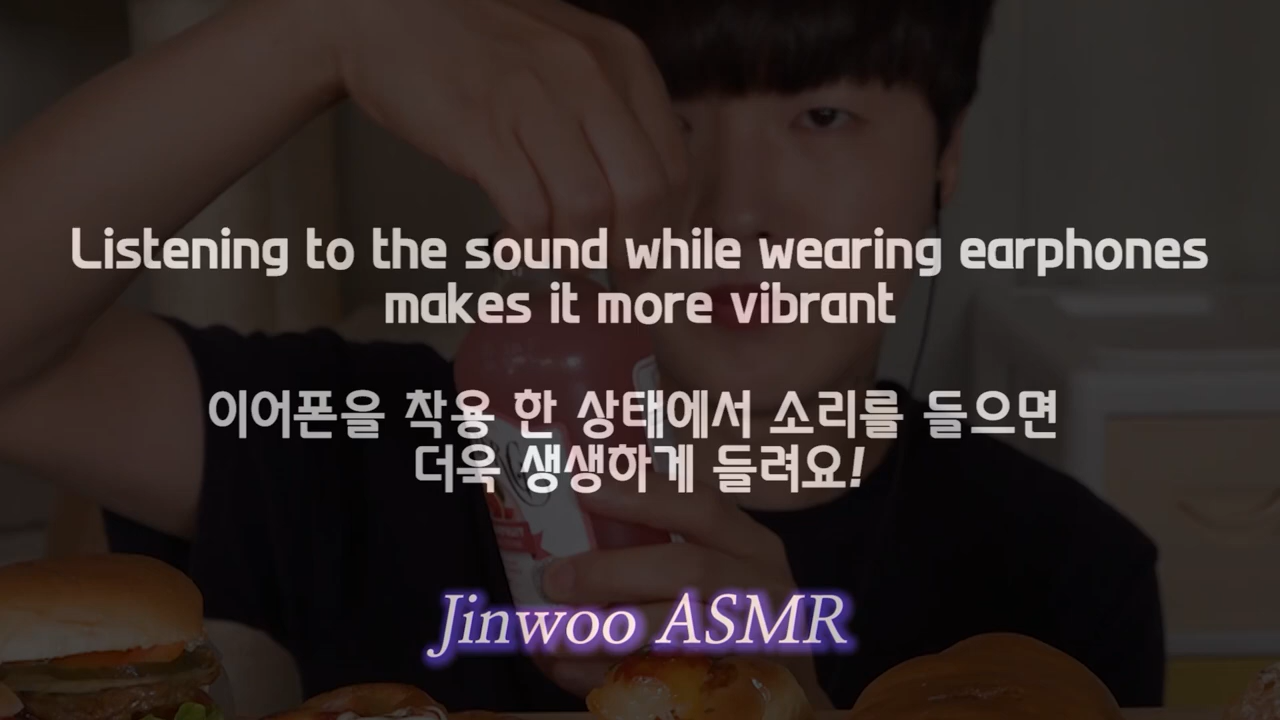 Listening to the sound while wearing earphones
makes it more vibrant
이어폰을 착용 한 상태에서 소리를 들으면
더욱 생생하게 들려요!
Jinwoo ASMR